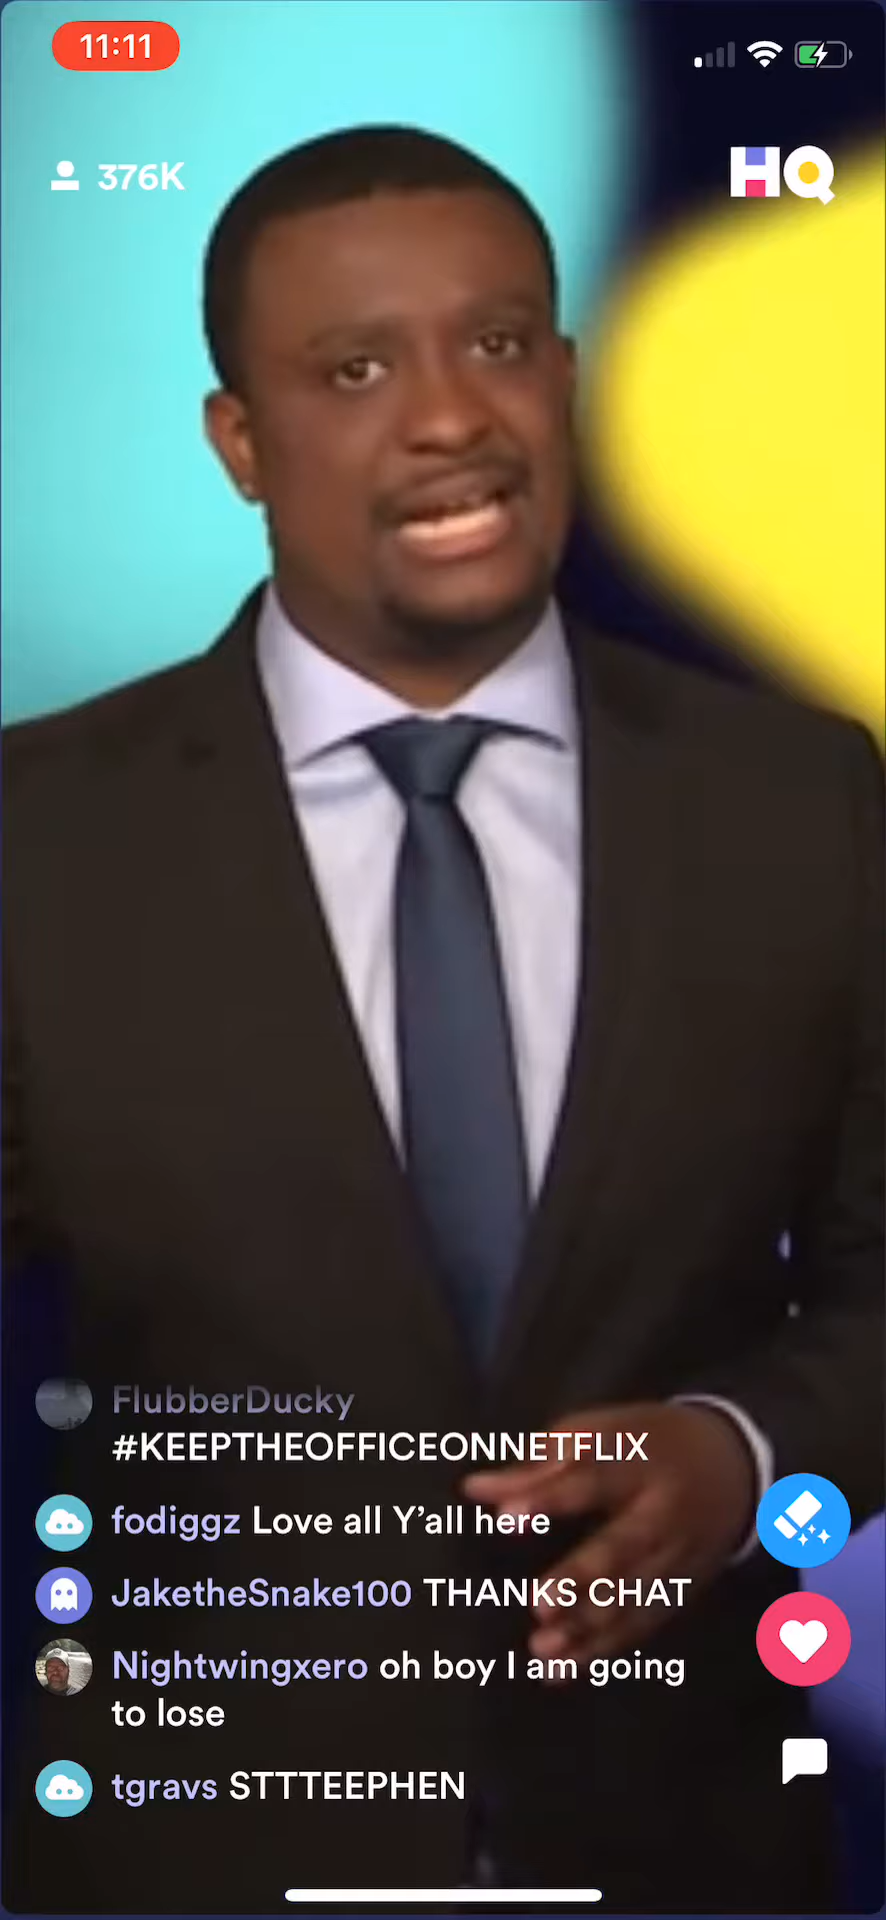 11:11
376K
HQ
FlubberDucky
#KEEPTHEOFFICEONNETFLIX
fodiggz Love all Y’all here
JaketheSnake100 THANKS CHAT
Nightwingxero oh boy I am going
to lose
tgravs STTTEEPHEN